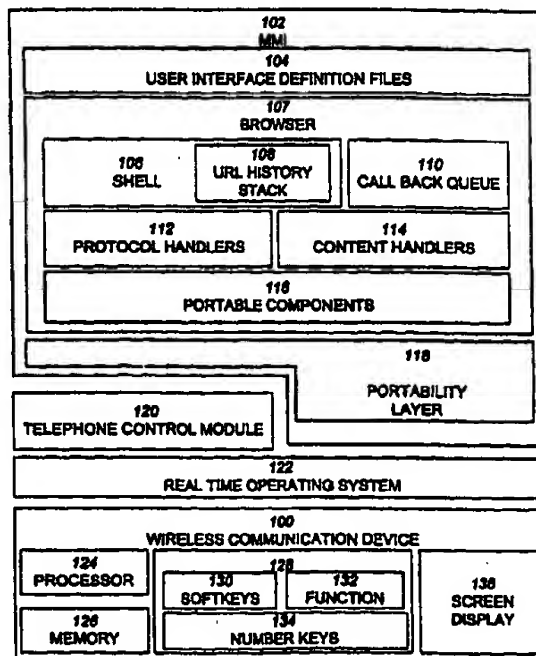 102
MMI
104
USER INTERFACE DEFINITION FILES
107
BROWSER
106
SHELL
108
URL HISTORY
STACK
110
CALL BACK QUEUE
112
PROTOCOL HANDLERS
114
CONTENT HANDLERS
116
PORTABLE COMPONENTS
118
PORTABILITY
LAYER
120
TELEPHONE CONTROL MODULE
122
REAL TIME OPERATING SYSTEM
100
WIRELESS COMMUNICATION DEVICE
124
PROCESSOR
126
MEMORY
128
130
SOFTKEYS
132
FUNCTION
134
NUMBER KEYS
136
SCREEN
DISPLAY